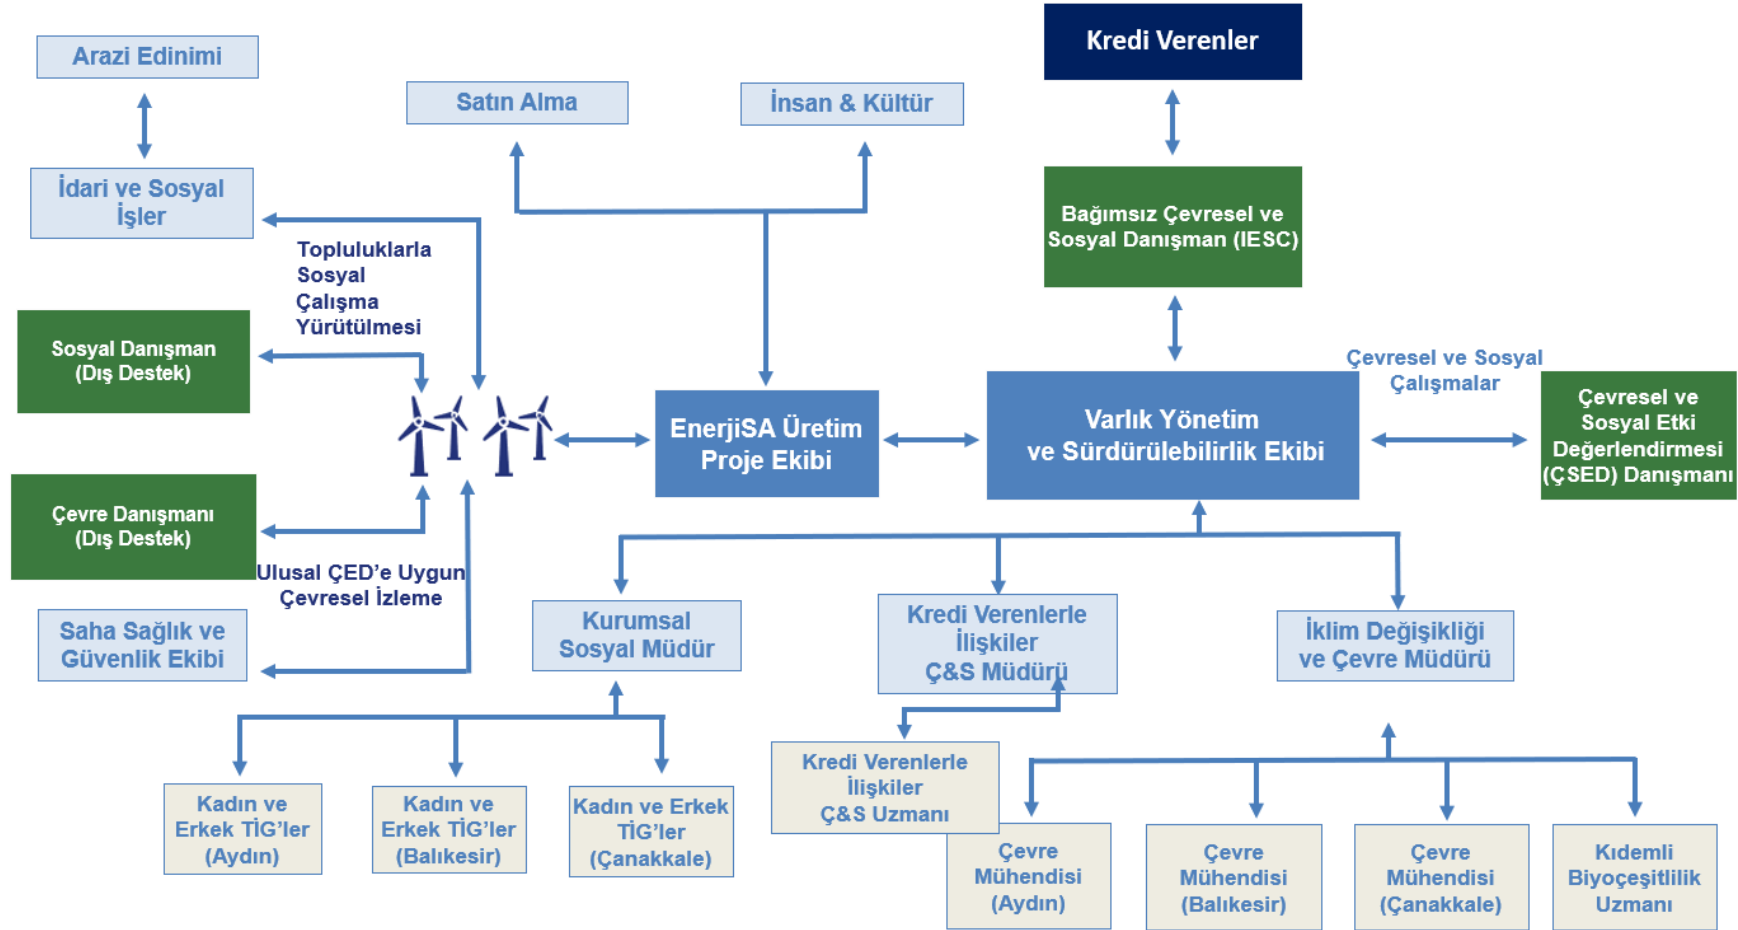 Kredi Verenler
Arazi Edinimi
Satın Alma
İnsan & Kültür
İdari ve Sosyal
İşler
Bağımsız Çevresel ve
Sosyal Danışman (IESC)
Topluluklarla
Sosyal
Çalışma
Yürütülmesi
Sosyal Danışman
(Dış Destek)
Çevresel ve Sosyal
Çalışmalar
EnerjiSA Üretim
Proje Ekibi
Varlık Yönetim
ve Sürdürülebilirlik Ekibi
Çevresel ve
Sosyal Etki
Değerlendirmesi
(ÇSED) Danışmanı
Çevre Danışmanı
(Dış Destek)
Ulusal ÇED’e Uygun
Çevresel İzleme
Saha Sağlık ve
Güvenlik Ekibi
Kurumsal
Sosyal Müdür
Kredi Verenlerle
İlişkiler
Ç&S Müdürü
İklim Değişikliği
ve Çevre Müdürü
Kadın ve
Erkek TİG’ler
(Aydın)
Kadın ve
Erkek TİG’ler
(Balıkesir)
Kadın ve Erkek
TİG’ler
(Çanakkale)
Kredi Verenlerle
İlişkiler
Ç&S Uzmanı
Çevre
Mühendisi
(Aydın)
Çevre
Mühendisi
(Balıkesir)
Çevre
Mühendisi
(Çanakkale)
Kıdemli
Biyoçeşitlilik
Uzmanı